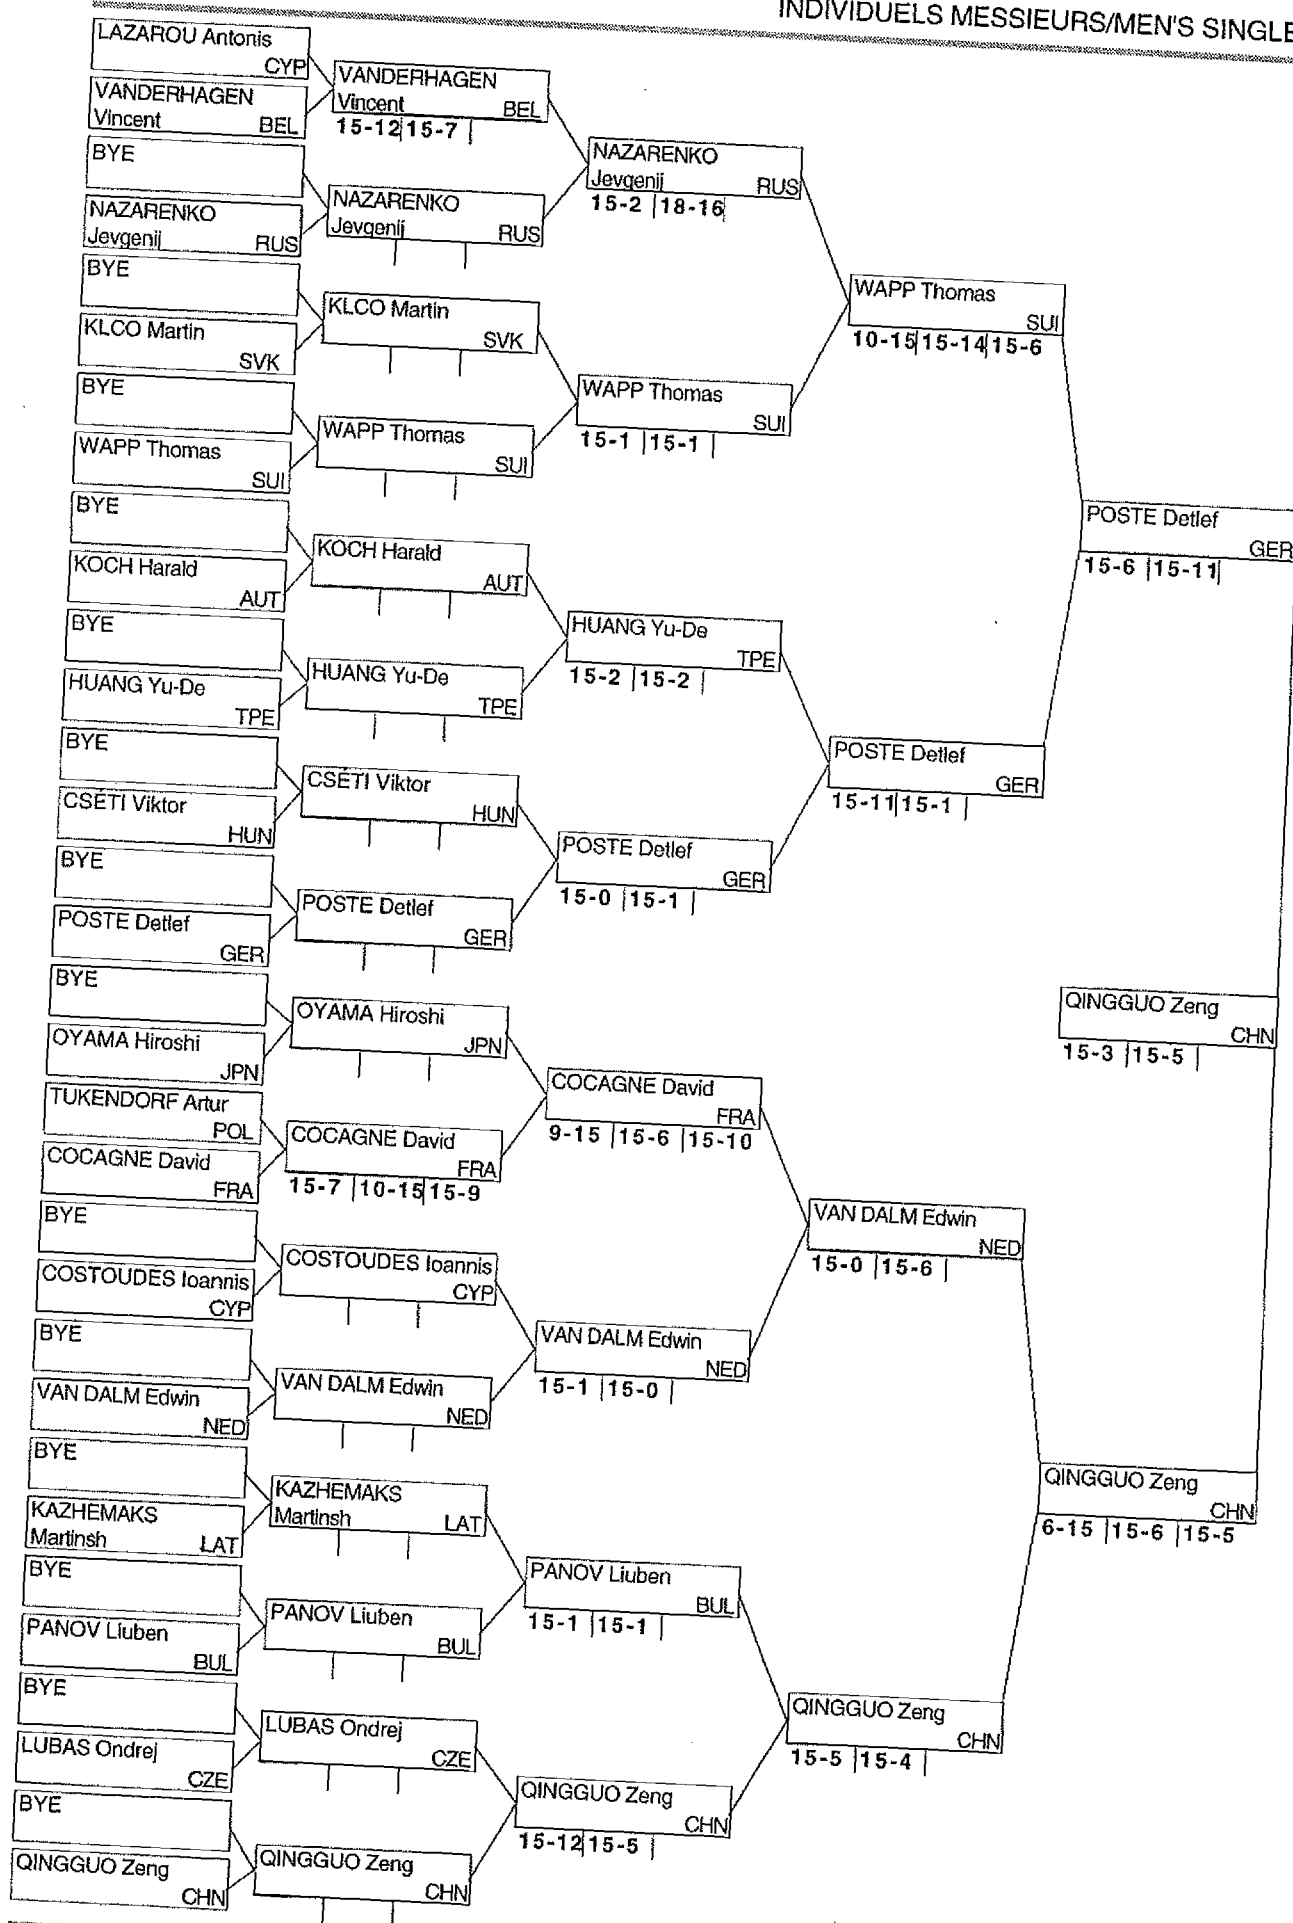 INDIVIDUELS MESSIEURS/MEN'S SINGLE
LAZAROU Antonis
CYP
VANDERHAGEN
Vincent BEL
BYE
NAZARENKO
Jevgenij RUS
BYE
KLCO Martin
SVK
BYE
WAPP Thomas
SUI
BYE
KOCH Harald
AUT
BYE
HUANG Yu-De
TPE
BYE
CSÉTI Viktor
HUN
BYE
POSTE Detlef
GER
BYE
OYAMA Hiroshi
JPN
TUKENDORF Artur
POL
COCAGNE David
FRA
BYE
COSTOUDES Ioannis
CYP
BYE
VAN DALM Edwin
NED
BYE
KAZHEMAKS
Martinsh LAT
BYE
PANOV Liuben
BUL
BYE
LUBAS Ondrej
CZE
BYE
QINGGUO Zeng
CHN
VANDERHAGEN
Vincent BEL
15-12 15-7
NAZARENKO
Jevgenij RUS
KLCO Martin
SVK
WAPP Thomas
SUI
KOCH Harald
AUT
HUANG Yu-De
TPE
CSÉTI Viktor
HUN
POSTE Detlef
GER
OYAMA Hiroshi
JPN
COCAGNE David
FRA
15-7 10-15 15-9
COSTOUDES Ioannis
CYP
VAN DALM Edwin
NED
KAZHEMAKS
Martinsh LAT
PANOV Liuben
BUL
LUBAS Ondrej
CZE
QINGGUO Zeng
CHN
NAZARENKO
Jevgenij RUS
15-2 18-16
WAPP Thomas
SUI
15-1 15-1
HUANG Yu-De
TPE
15-2 15-2
POSTE Detlef
GER
15-0 15-1
COCAGNE David
FRA
9-15 15-6 15-10
VAN DALM Edwin
NED
15-1 15-0
PANOV Liuben
BUL
15-1 15-1
QINGGUO Zeng
CHN
15-12 15-5
WAPP Thomas
SUI
10-15 15-14 15-6
POSTE Detlef
GER
15-11 15-1
VAN DALM Edwin
NED
15-0 15-6
QINGGUO Zeng
CHN
15-5 15-4
POSTE Detlef
GER
15-6 15-11
QINGGUO Zeng
CHN
6-15 15-6 15-5
QINGGUO Zeng
CHN
15-3 15-5